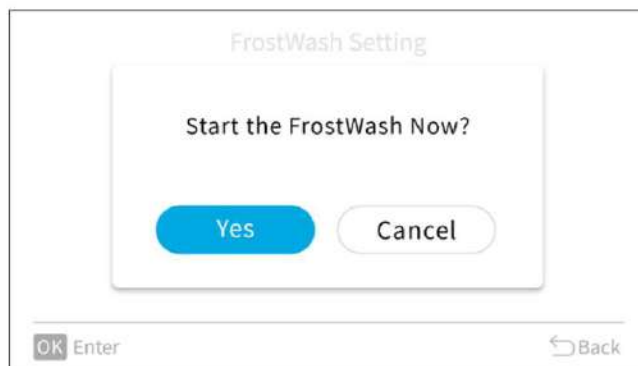 FrostWash Setting
Start the FrostWash Now?
Yes Cancel
OK Enter Back